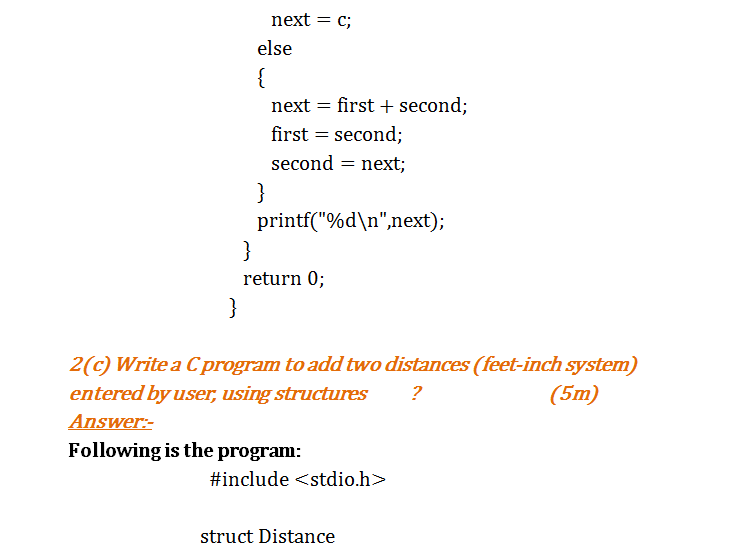 next = c;
else
{
next = first + second;
first = second;
second = next;
}
printf("%d\n",next);
}
return 0;
}
2(c) Write a C program to add two distances (feet-inch system)
entered by user, using structures ? (5m)
Answer:-
Following is the program:
#include <stdio.h>
struct Distance